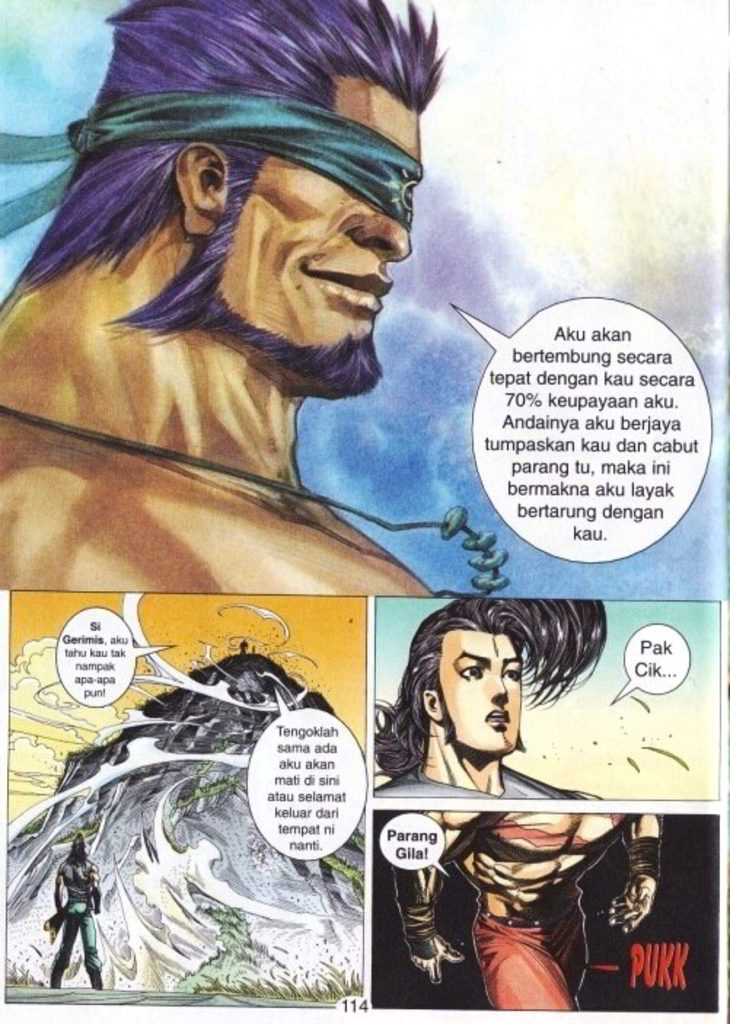 Aku akan
bertembung secara
tepat dengan kau secara
70% keupayaan aku.
Andainya aku berjaya
tumpaskan kau dan cabut
parang tu, maka ini
bermakna aku layak
bertarung dengan
kau.
Si
Gerimis, aku
tahu kau tak
nampak
apa-apa
pun!
Tengoklah
sama ada
aku akan
mati di sini
atau selamat
keluar dari
tempat ni
nanti.
Pak
Cik...
Parang
Gila!
PUKK
114